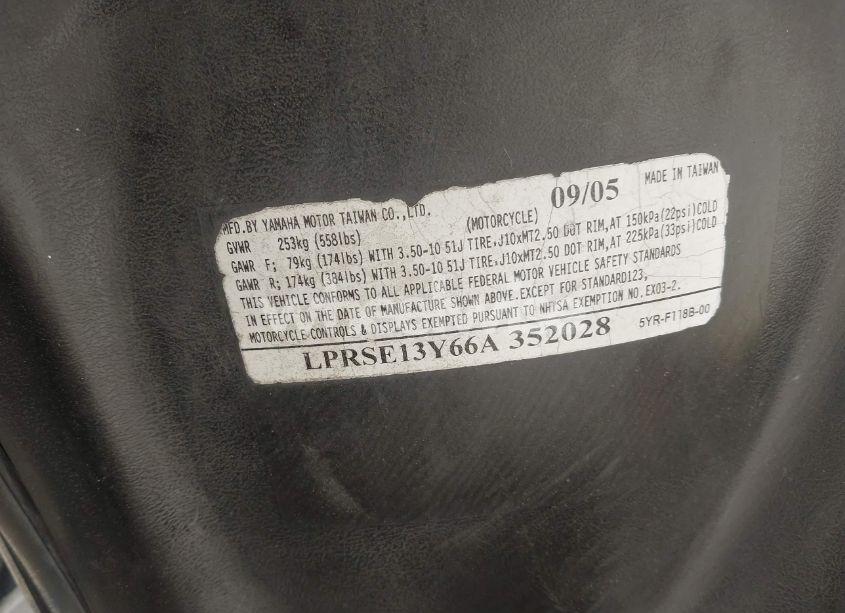 MFD.BY YAMAHA MOTOR TAIWAN CO.,LTD. (MOTORCYCLE) 09/05 MADE IN TAIWAN
GVWR 253kg (558lbs)
GAWR F; 79kg (174lbs) WITH 3.50-10 51J TIRE,J10xMT2.50 DOT RIM,AT 150kPa(22psi)COLD
GAWR R; 174kg (384lbs) WITH 3.50-10 51J TIRE,J10xMT2.50 DOT RIM,AT 225kPa(33psi)COLD
THIS VEHICLE CONFORMS TO ALL APPLICABLE FEDERAL MOTOR VEHICLE SAFETY STANDARDS
IN EFFECT ON THE DATE OF MANUFACTURE SHOWN ABOVE.EXCEPT FOR STANDARD123,
MOTORCYCLE CONTROLS & DISPLAYS EXEMPTED PURSUANT TO NHTSA EXEMPTION NO.EX03-2.
LPRSE13Y66A 352028 5YR-F118B-00